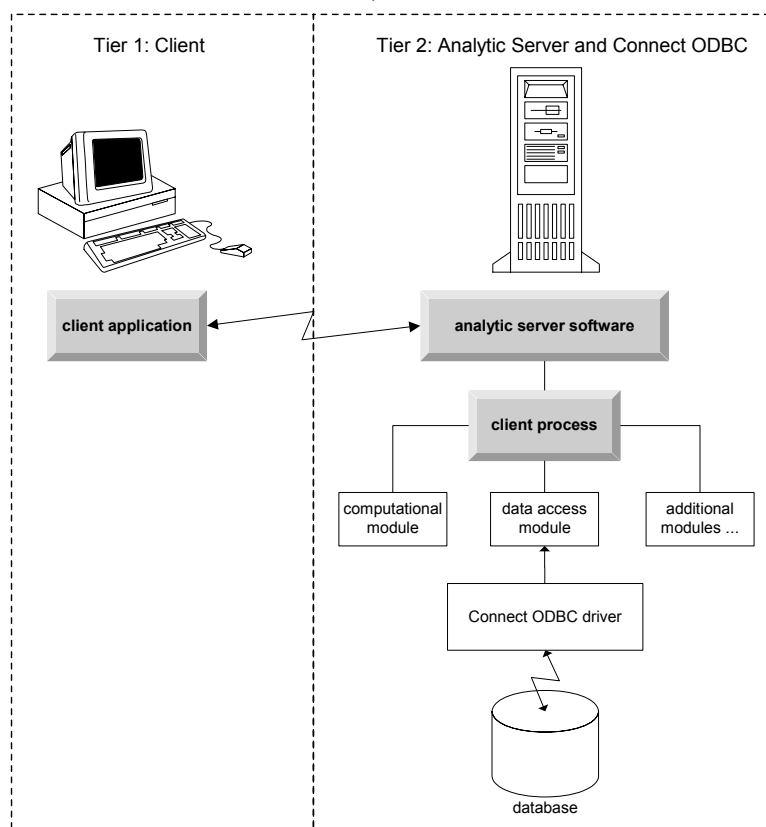 Tier 1: Client
Tier 2: Analytic Server and Connect ODBC
client application
analytic server software
client process
computational
module
data access
module
additional
modules ...
Connect ODBC driver
database